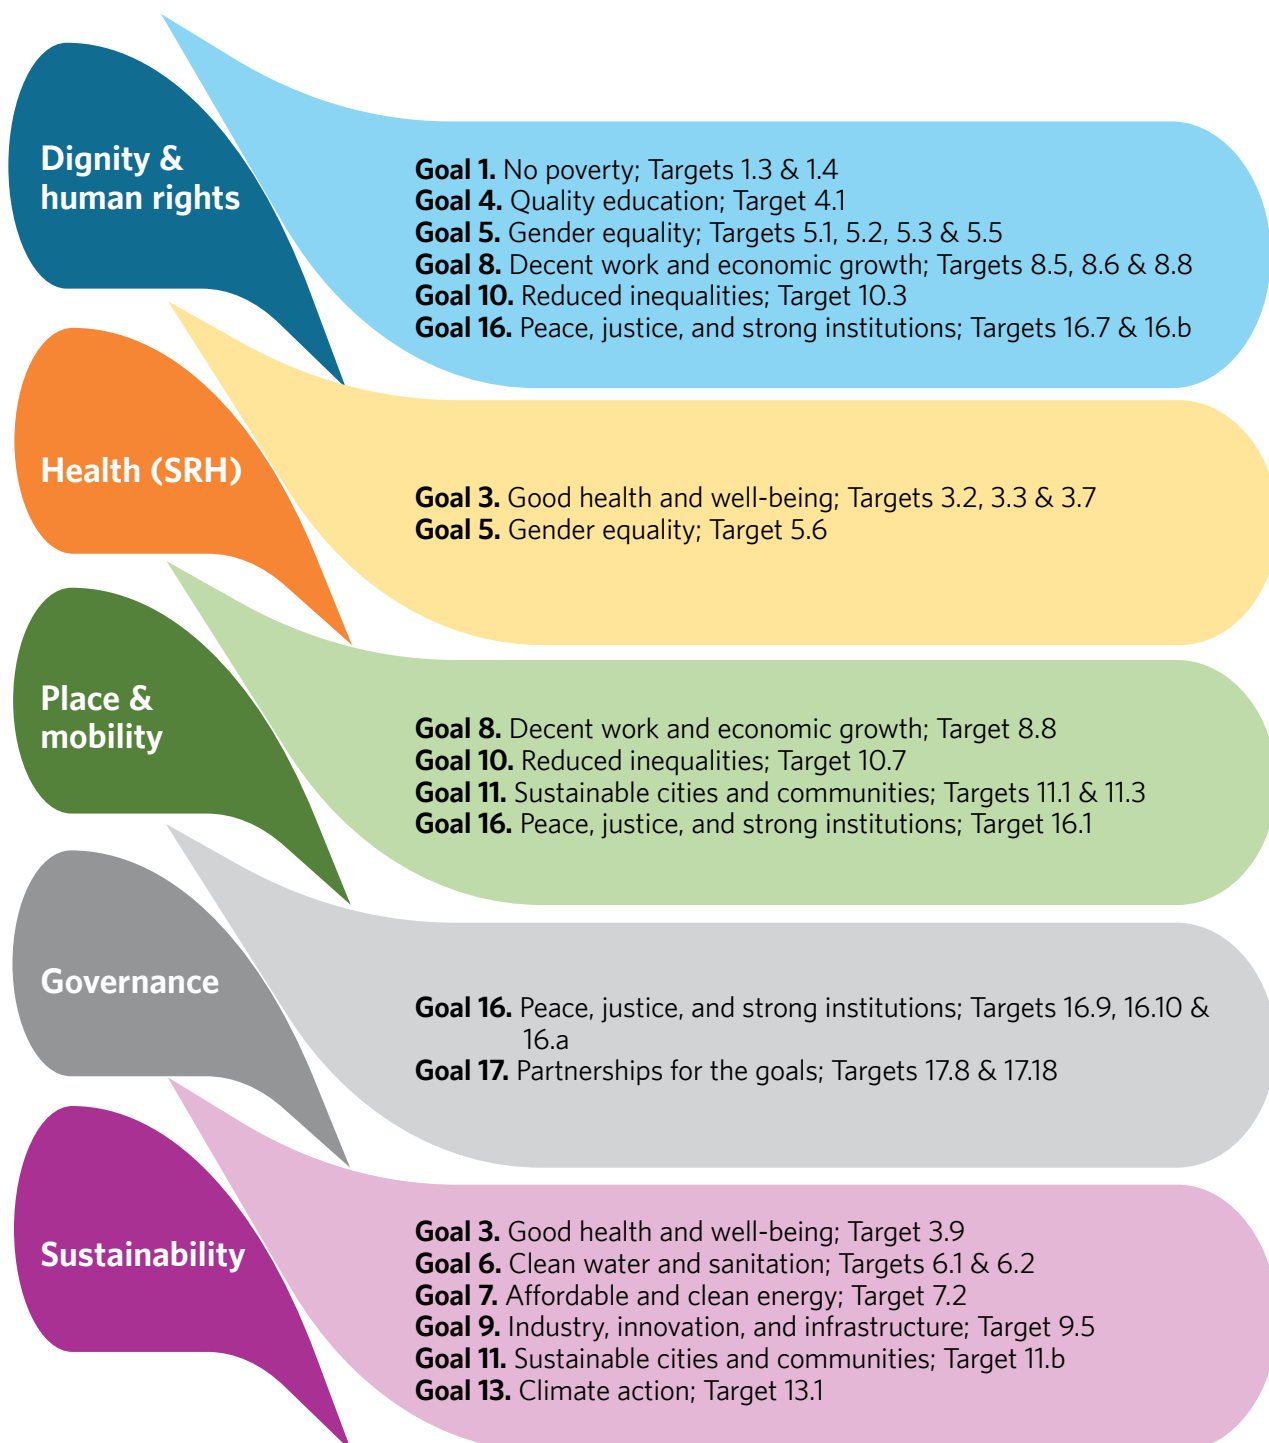 Dignity &
human rights
Goal 1. No poverty; Targets 1.3 & 1.4
Goal 4. Quality education; Target 4.1
Goal 5. Gender equality; Targets 5.1, 5.2, 5.3 & 5.5
Goal 8. Decent work and economic growth; Targets 8.5, 8.6 & 8.8
Goal 10. Reduced inequalities; Target 10.3
Goal 16. Peace, justice, and strong institutions; Targets 16.7 & 16.b
Health (SRH)
Goal 3. Good health and well-being; Targets 3.2, 3.3 & 3.7
Goal 5. Gender equality; Target 5.6
Place &
mobility
Goal 8. Decent work and economic growth; Target 8.8
Goal 10. Reduced inequalities; Target 10.7
Goal 11. Sustainable cities and communities; Targets 11.1 & 11.3
Goal 16. Peace, justice, and strong institutions; Target 16.1
Governance
Goal 16. Peace, justice, and strong institutions; Targets 16.9, 16.10 &
16.a
Goal 17. Partnerships for the goals; Targets 17.8 & 17.18
Sustainability
Goal 3. Good health and well-being; Target 3.9
Goal 6. Clean water and sanitation; Targets 6.1 & 6.2
Goal 7. Affordable and clean energy; Target 7.2
Goal 9. Industry, innovation, and infrastructure; Target 9.5
Goal 11. Sustainable cities and communities; Target 11.b
Goal 13. Climate action; Target 13.1